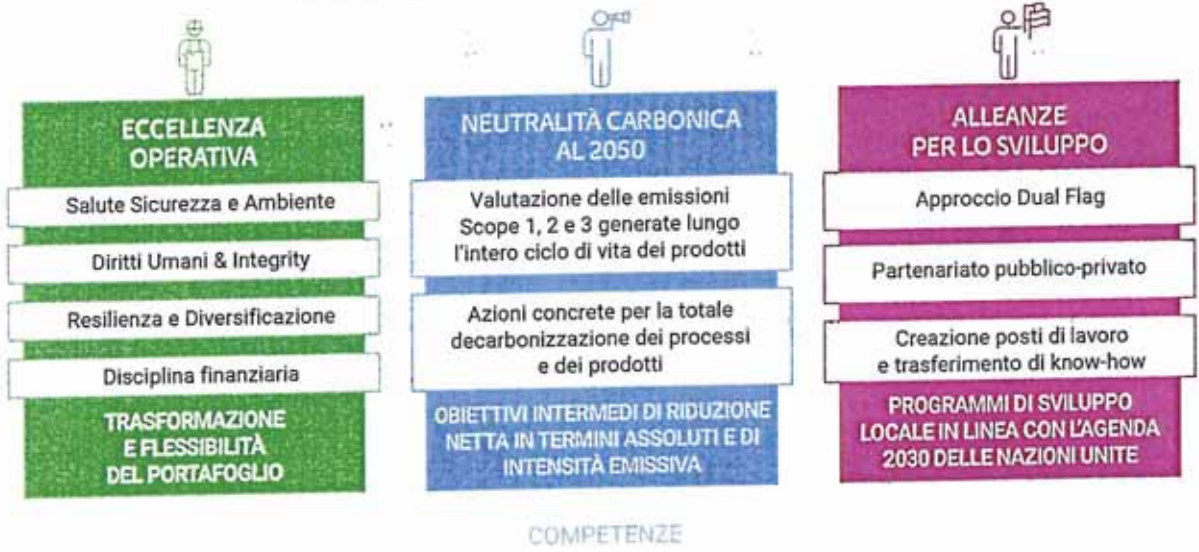 ECCELLENZA
OPERATIVA
Salute Sicurezza e Ambiente
Diritti Umani & Integrity
Resilienza e Diversificazione
Disciplina finanziaria
TRASFORMAZIONE
E FLESSIBILITÀ
DEL PORTAFOGLIO
NEUTRALITÀ CARBONICA
AL 2050
Valutazione delle emissioni
Scope 1, 2 e 3 generate lungo
l'intero ciclo di vita dei prodotti
Azioni concrete per la totale
decarbonizzazione dei processi
e dei prodotti
OBIETTIVI INTERMEDI DI RIDUZIONE
NETTA IN TERMINI ASSOLUTI E DI
INTENSITÀ EMISSIVA
ALLEANZE
PER LO SVILUPPO
Approccio Dual Flag
Partenariato pubblico-privato
Creazione posti di lavoro
e trasferimento di know-how
PROGRAMMI DI SVILUPPO
LOCALE IN LINEA CON L'AGENDA
2030 DELLE NAZIONI UNITE
COMPETENZE